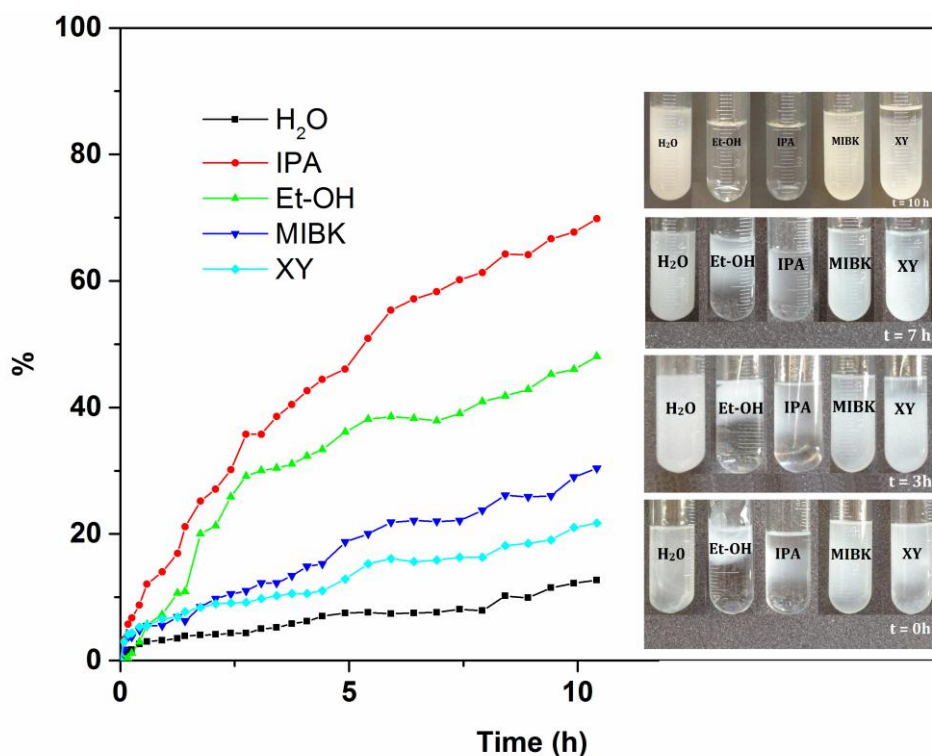 100
80
60
40
20
0
%
0
5
10
Time (h)
H₂O
IPA
Et-OH
MIBK
XY
H₂O
Et-OH
IPA
MIBK
XY
t = 10 h
H₂O
Et-OH
IPA
MIBK
XY
t = 7 h
H₂O
Et-OH
IPA
MIBK
XY
t = 3h
H₂0
Et-OH
IPA
MIBK
XY
t = 0h